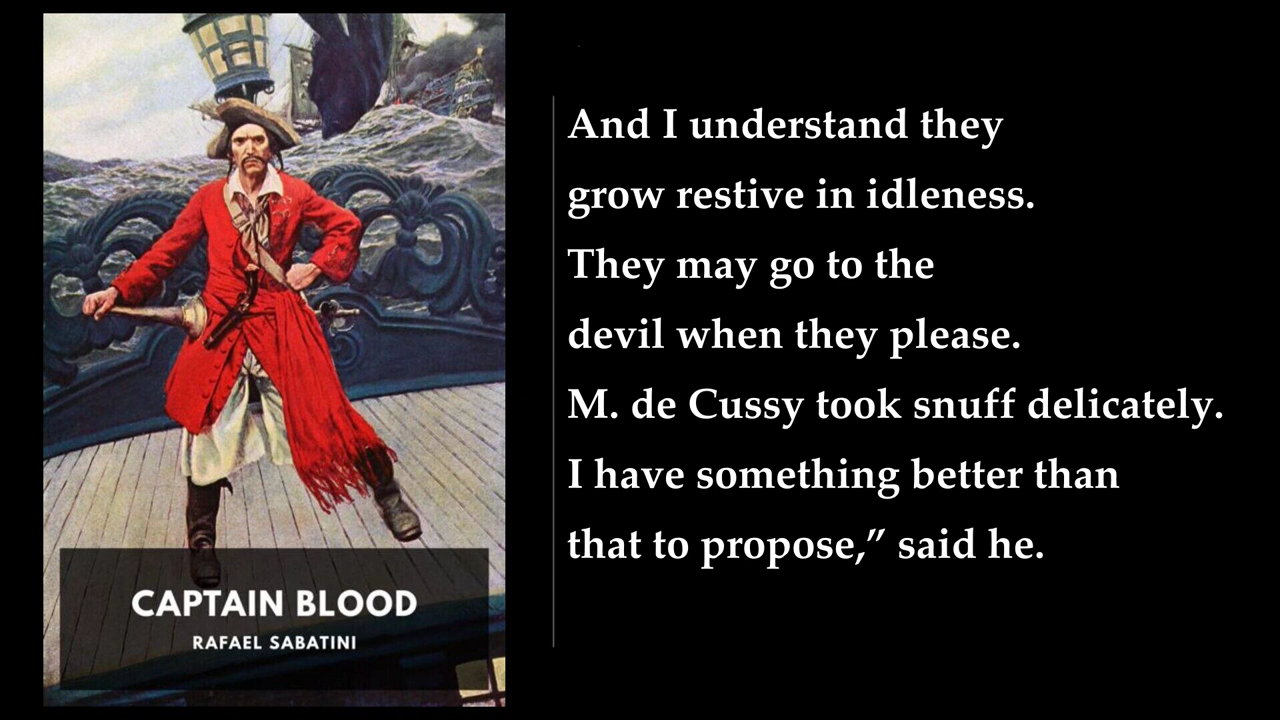 CAPTAIN BLOOD
RAFAEL SABATINI
And I understand they
grow restive in idleness.
They may go to the
devil when they please.
M. de Cussy took snuff delicately.
I have something better than
that to propose,” said he.